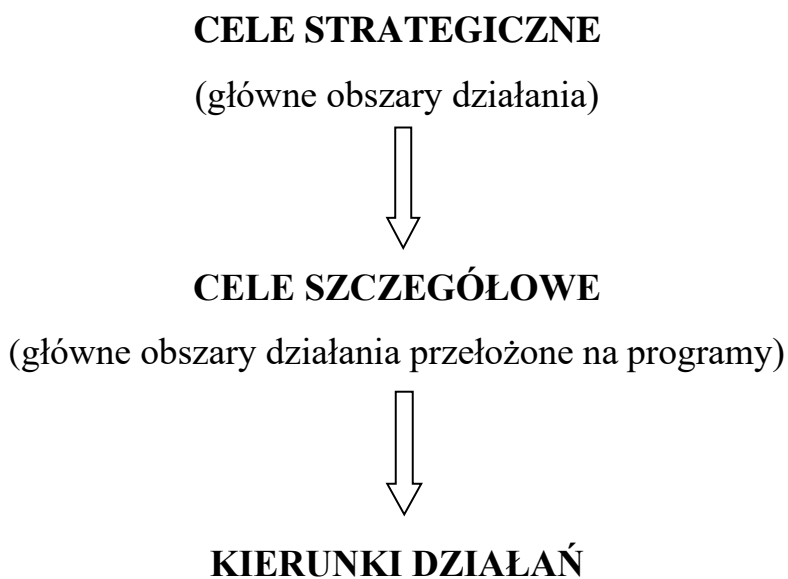 CELE STRATEGICZNE
(główne obszary działania)
CELE SZCZEGÓŁOWE
(główne obszary działania przełożone na programy)
KIERUNKI DZIAŁAŃ